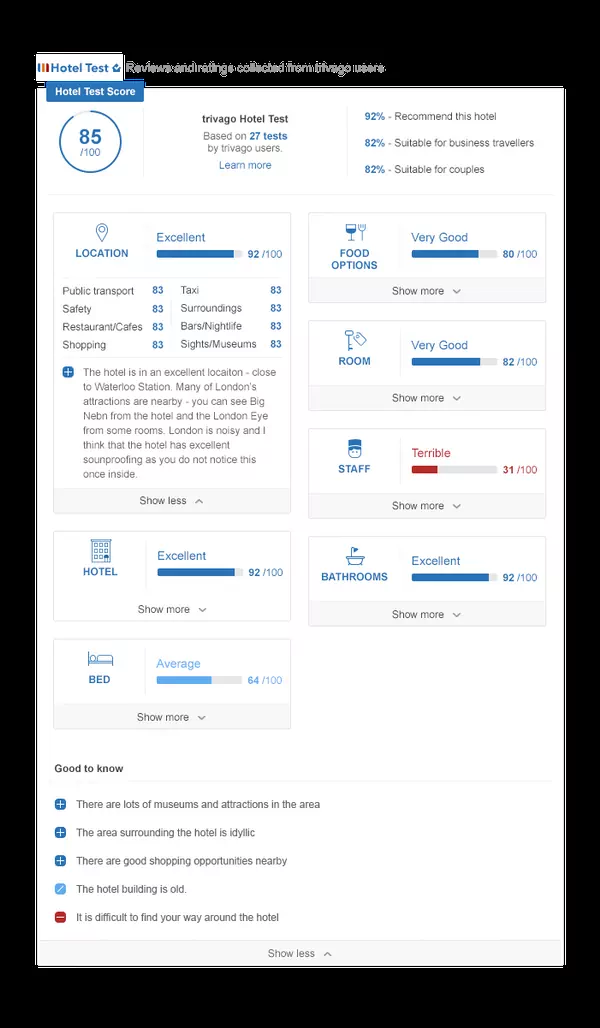 Hotel Test Reviews and ratings collected from trivago users
Hotel Test Score
85
/100
trivago Hotel Test
Based on 27 tests
by trivago users.
Learn more
92% - Recommend this hotel
82% - Suitable for business travellers
82% - Suitable for couples
LOCATION
Excellent
92 /100
Public transport 83 Taxi 83
Safety 83 Surroundings 83
Restaurant/Cafes 83 Bars/Nightlife 83
Shopping 83 Sights/Museums 83
The hotel is in an excellent locaiton - close
to Waterloo Station. Many of London's
attractions are nearby - you can see Big
Nebn from the hotel and the London Eye
from some rooms. London is noisy and I
think that the hotel has excellent
sounproofing as you do not notice this
once inside.
Show less
HOTEL
Excellent
92 /100
Show more
BED
Average
64 /100
Show more
FOOD
OPTIONS
Very Good
80 /100
Show more
ROOM
Very Good
82 /100
Show more
STAFF
Terrible
31 /100
Show more
BATHROOMS
Excellent
92 /100
Show more
Good to know
There are lots of museums and attractions in the area
The area surrounding the hotel is idyllic
There are good shopping opportunities nearby
The hotel building is old.
It is difficult to find your way around the hotel
Show less